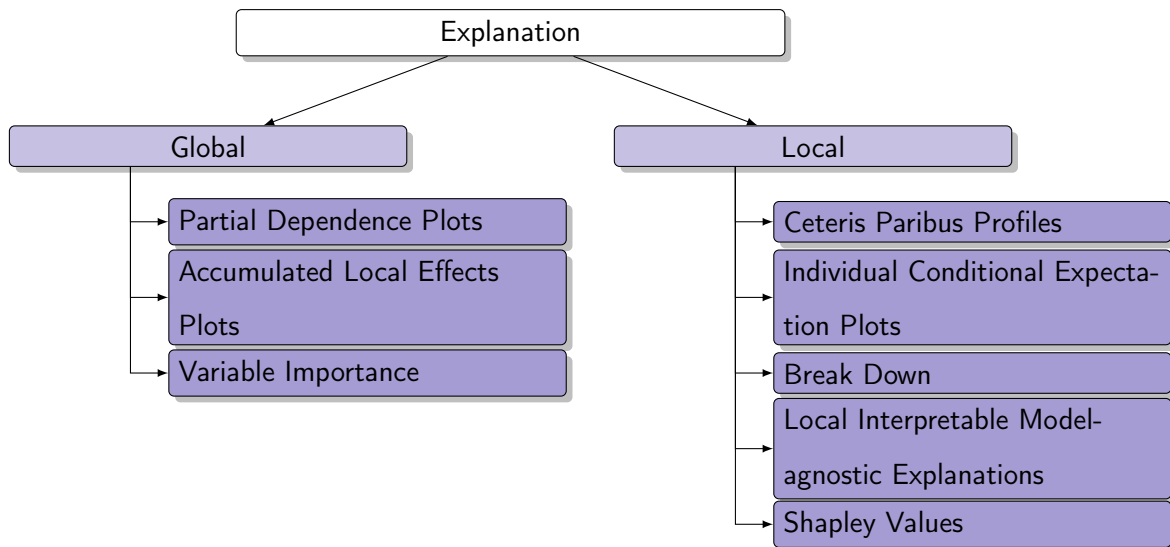 Explanation
Global
Partial Dependence Plots
Accumulated Local Effects
Plots
Variable Importance
Local
Ceteris Paribus Profiles
Individual Conditional Expecta-
tion Plots
Break Down
Local Interpretable Model-
agnostic Explanations
Shapley Values